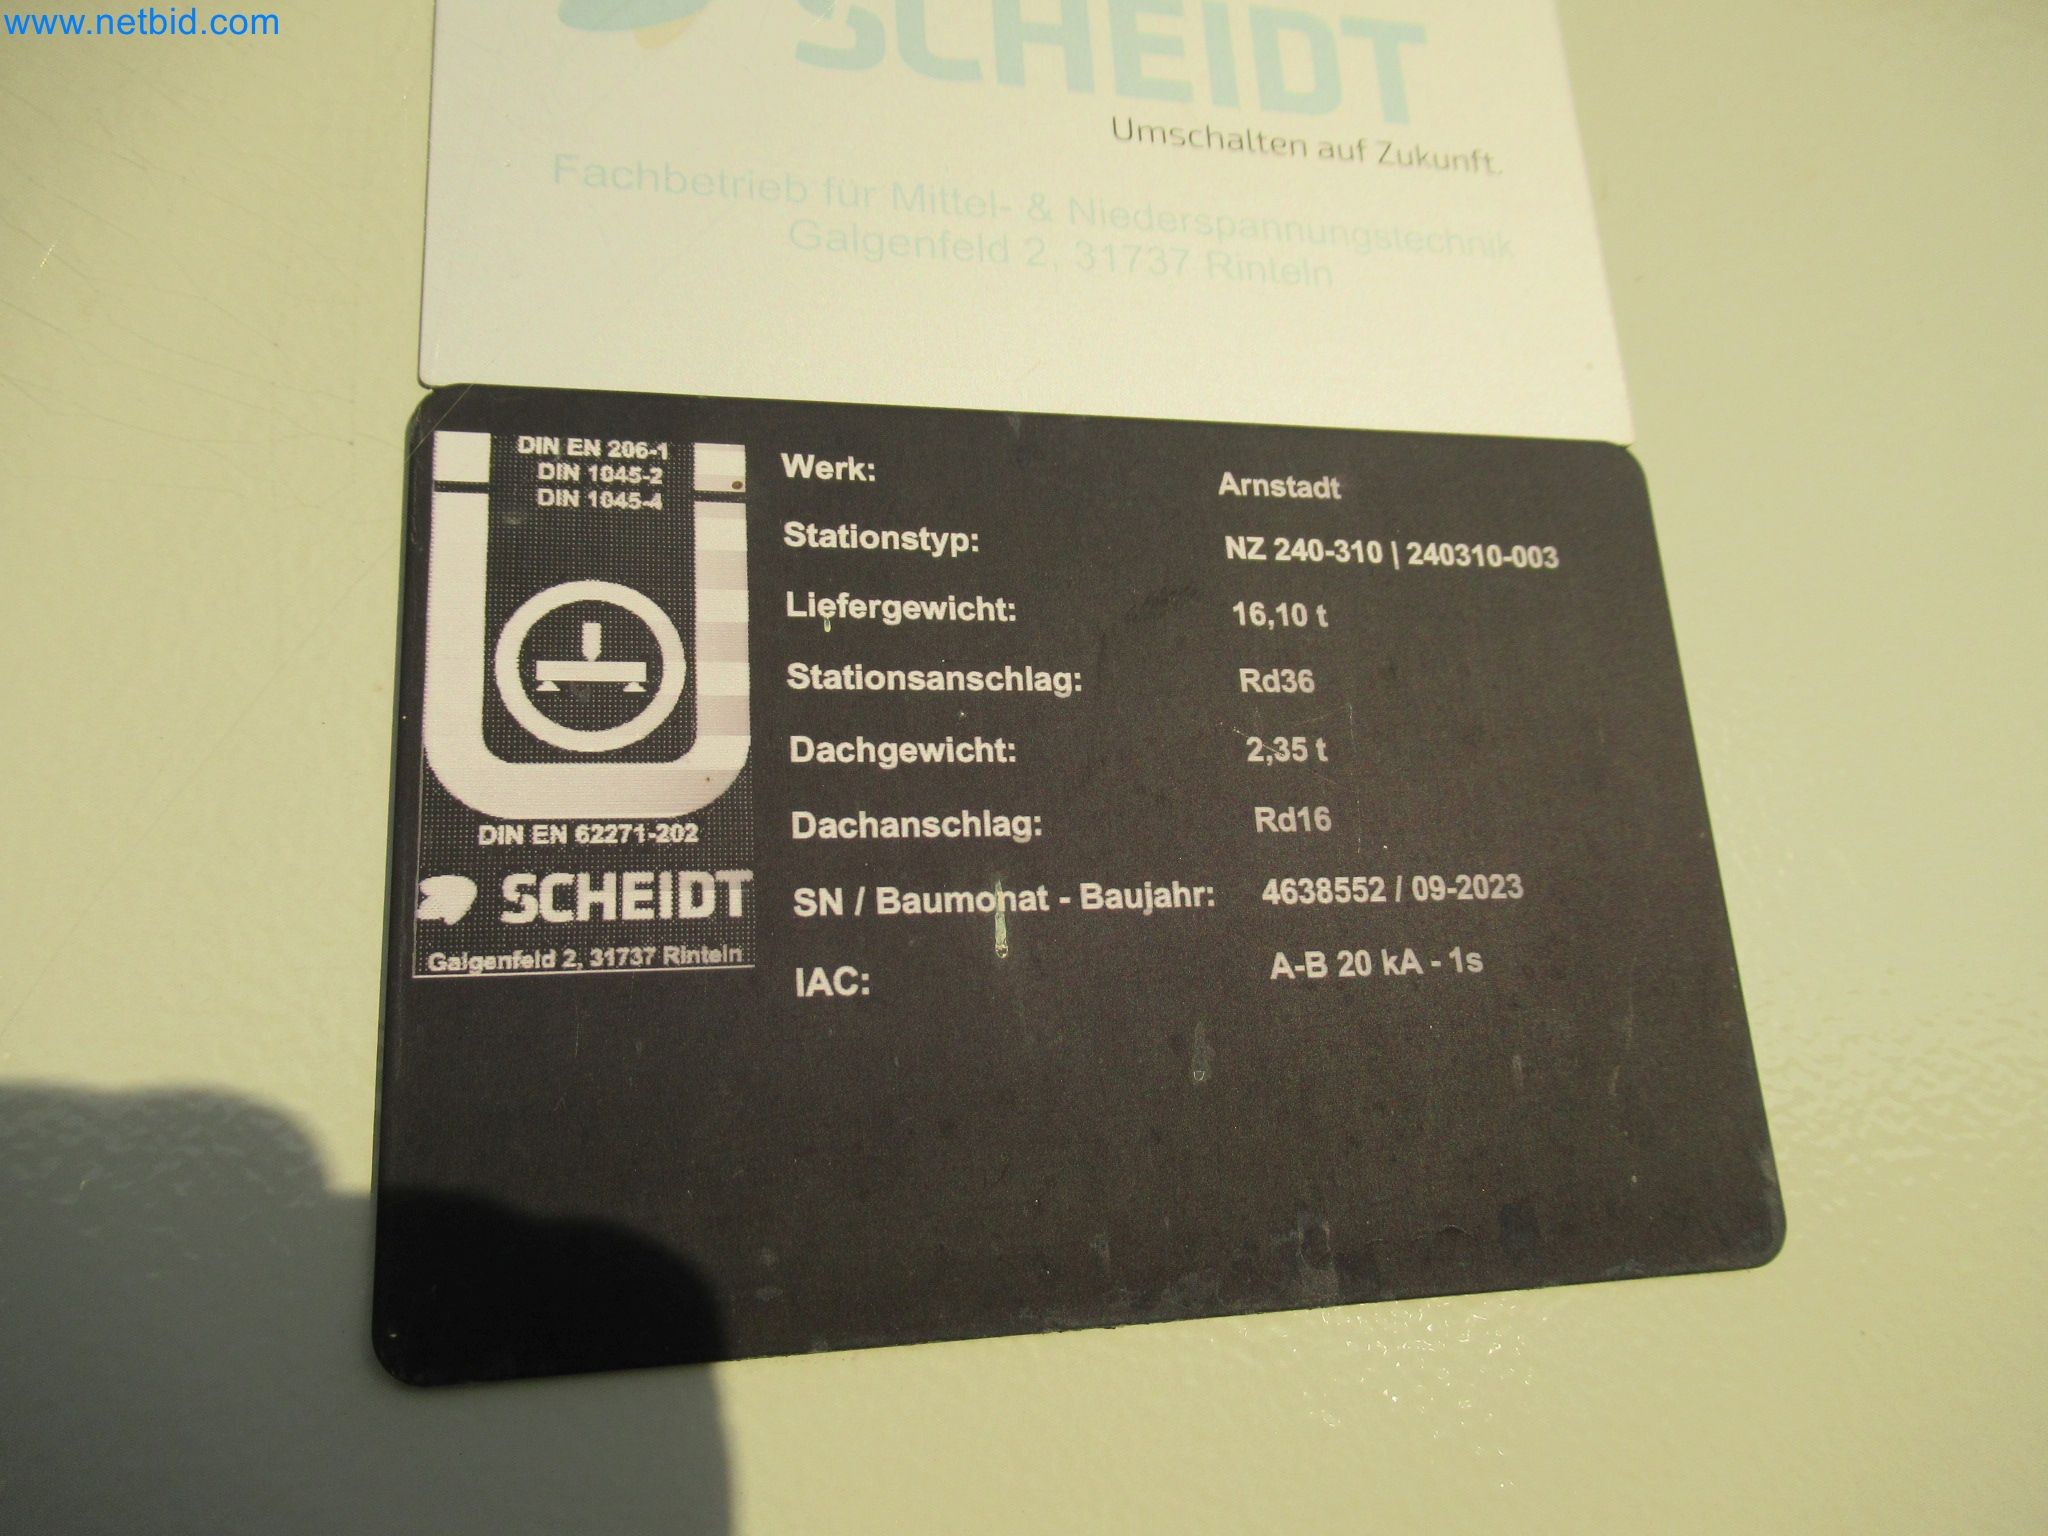 www.netbid.com
SCHEIDT
Umschalten auf Zukunft.
Fachbetrieb für Mittel- & Niederspannungstechnik
Galgenfeld 2, 31737 Rinteln
DIN EN 206-1
DIN 1045-2
DIN 1045-4
DIN EN 62271-202
SCHEIDT
Galgenfeld 2, 31737 Rinteln
Werk: Arnstadt
Stationstyp: NZ 240-310 | 240310-003
Liefergewicht: 16,10 t
Stationsanschlag: Rd36
Dachgewicht: 2,35 t
Dachanschlag: Rd16
SN / Baumonat - Baujahr: 4638552 / 09-2023
IAC: A-B 20 kA - 1s